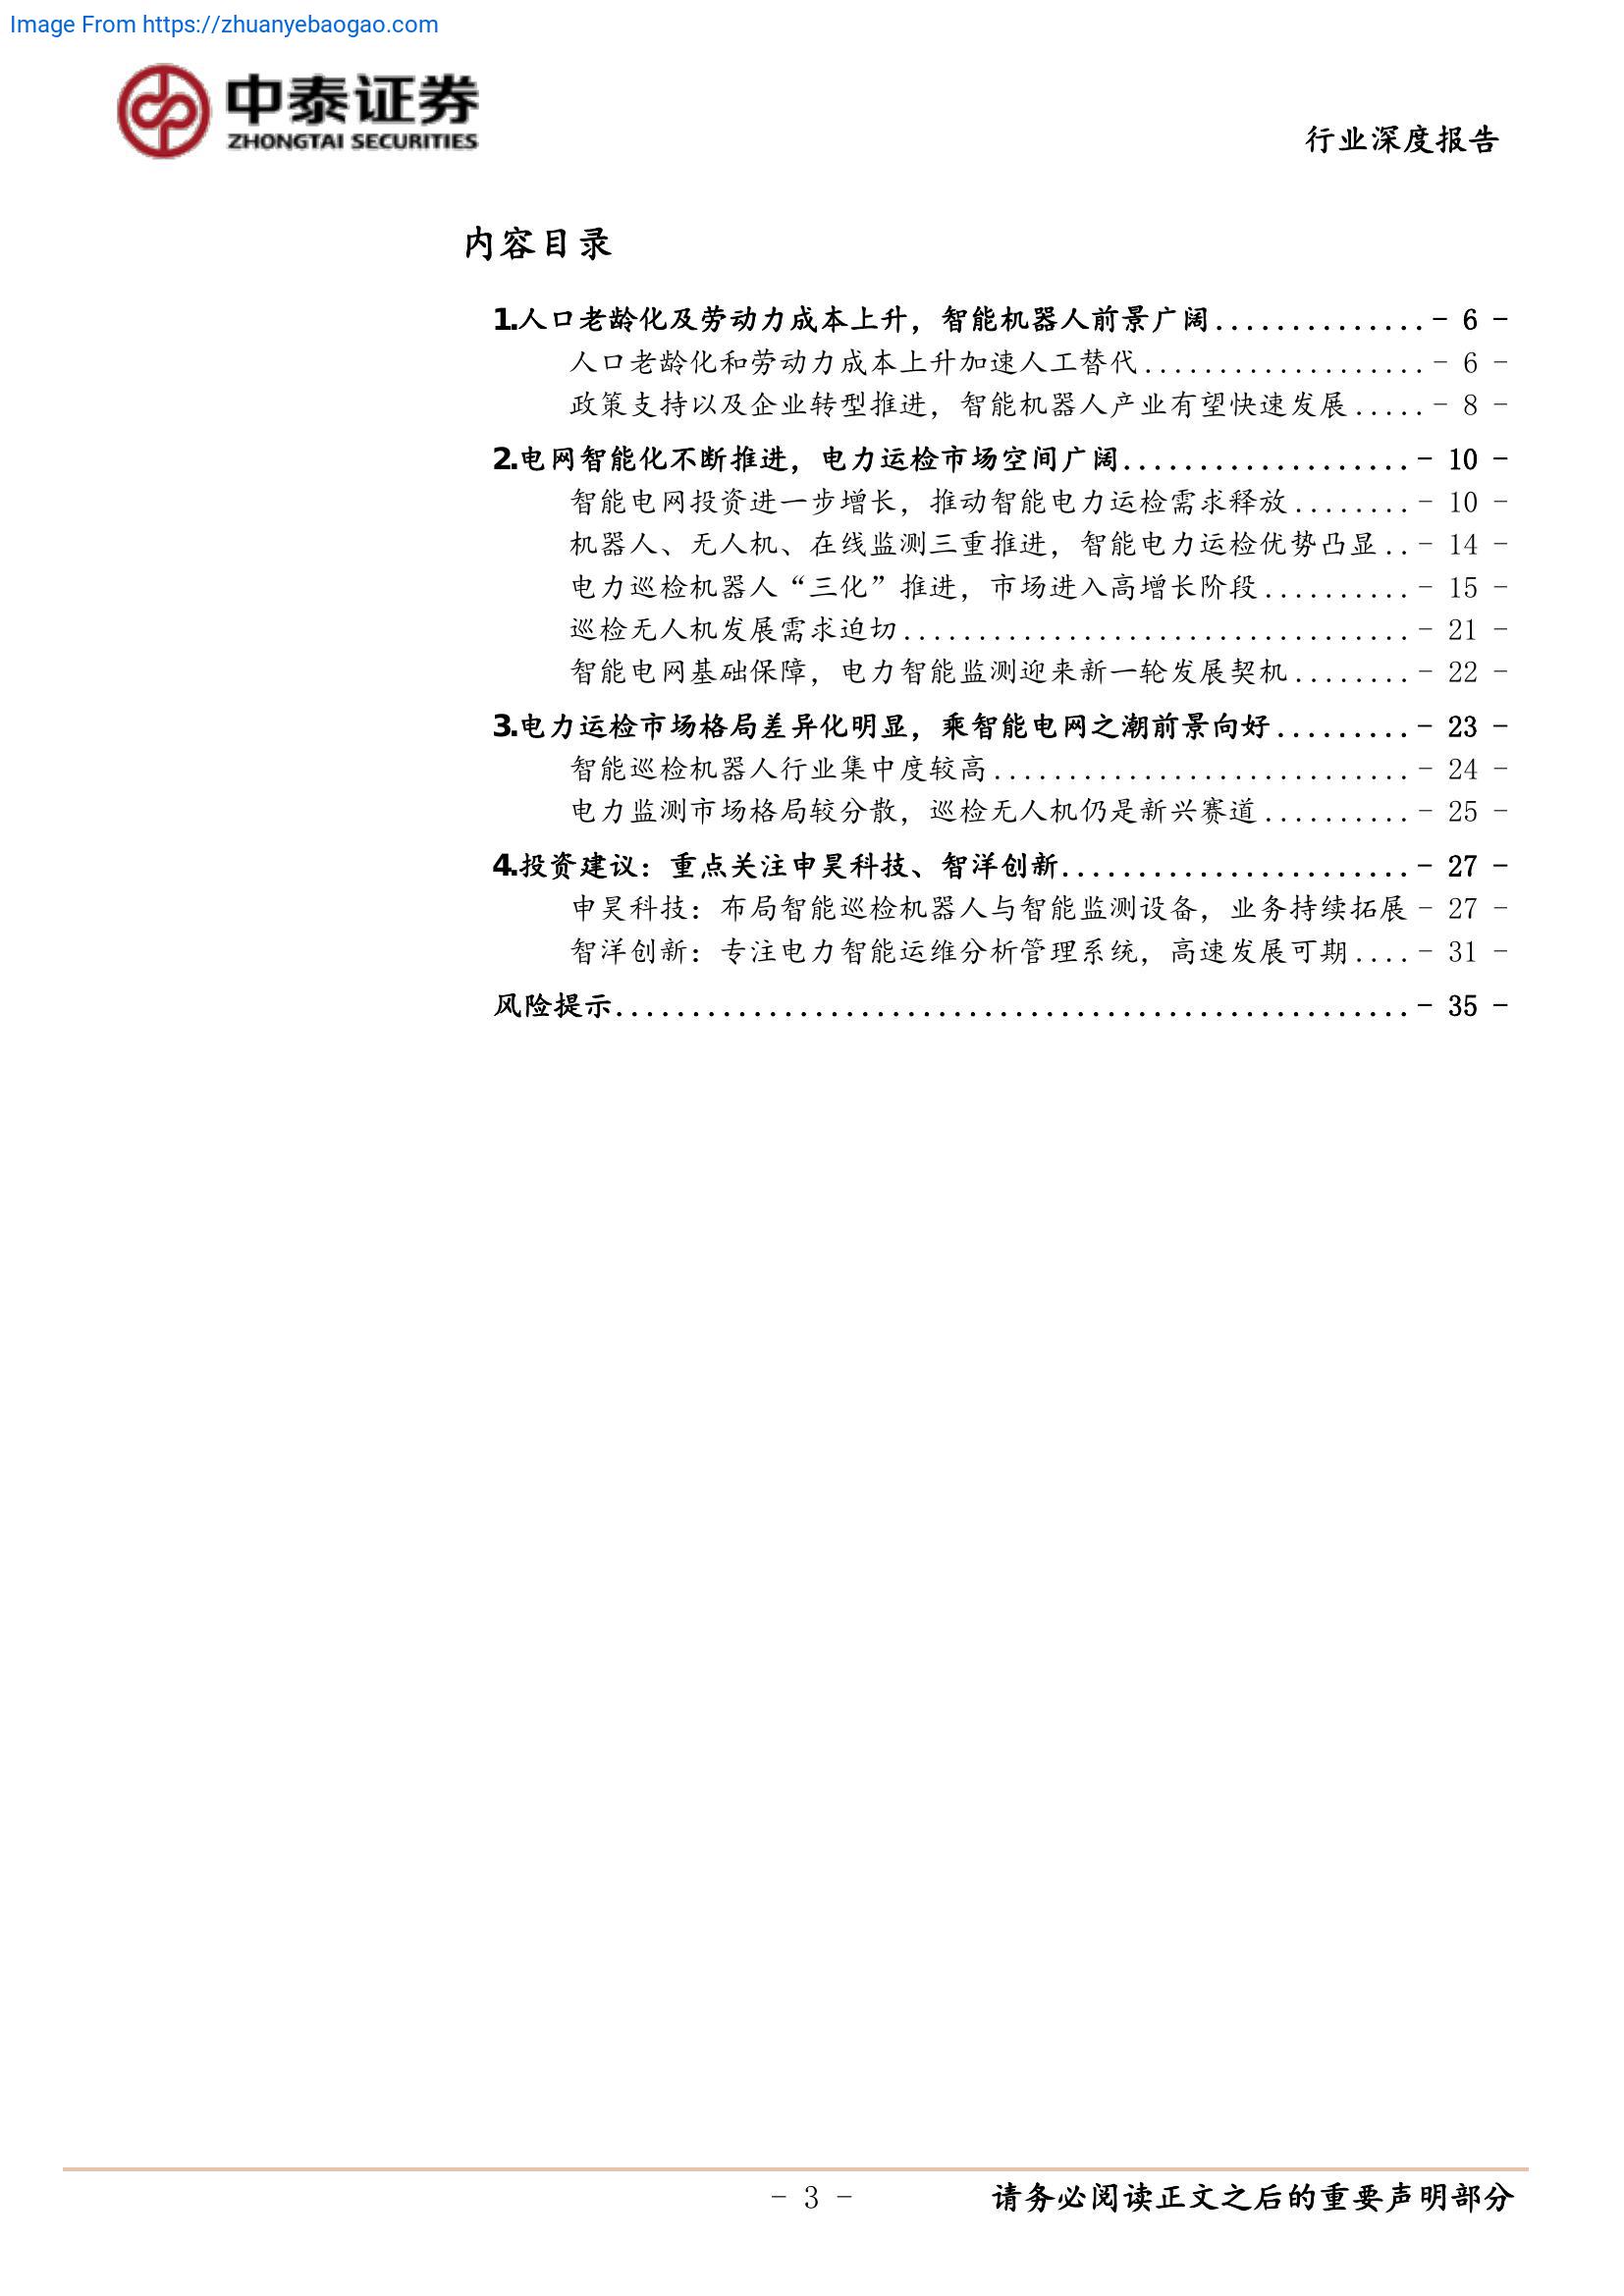 Image From https://zhuanyebaogao.com
中泰证券
ZHONGTAI SECURITIES
行业深度报告
内容目录
1.人口老龄化及劳动力成本上升，智能机器人前景广阔..............- 6 -
人口老龄化和劳动力成本上升加速人工替代...................- 6 -
政策支持以及企业转型推进，智能机器人产业有望快速发展.....- 8 -
2.电网智能化不断推进，电力运检市场空间广阔...................- 10 -
智能电网投资进一步增长，推动智能电力运检需求释放........- 10 -
机器人、无人机、在线监测三重推进，智能电力运检优势凸显..- 14 -
电力巡检机器人“三化”推进，市场进入高增长阶段..........- 15 -
巡检无人机发展需求迫切..................................- 21 -
智能电网基础保障，电力智能监测迎来新一轮发展契机........- 22 -
3.电力运检市场格局差异化明显，乘智能电网之潮前景向好.........- 23 -
智能巡检机器人行业集中度较高............................- 24 -
电力监测市场格局较分散，巡检无人机仍是新兴赛道..........- 25 -
4.投资建议：重点关注申昊科技、智洋创新.......................- 27 -
申昊科技：布局智能巡检机器人与智能监测设备，业务持续拓展- 27 -
智洋创新：专注电力智能运维分析管理系统，高速发展可期....- 31 -
风险提示.....................................................- 35 -
- 3 -
请务必阅读正文之后的重要声明部分